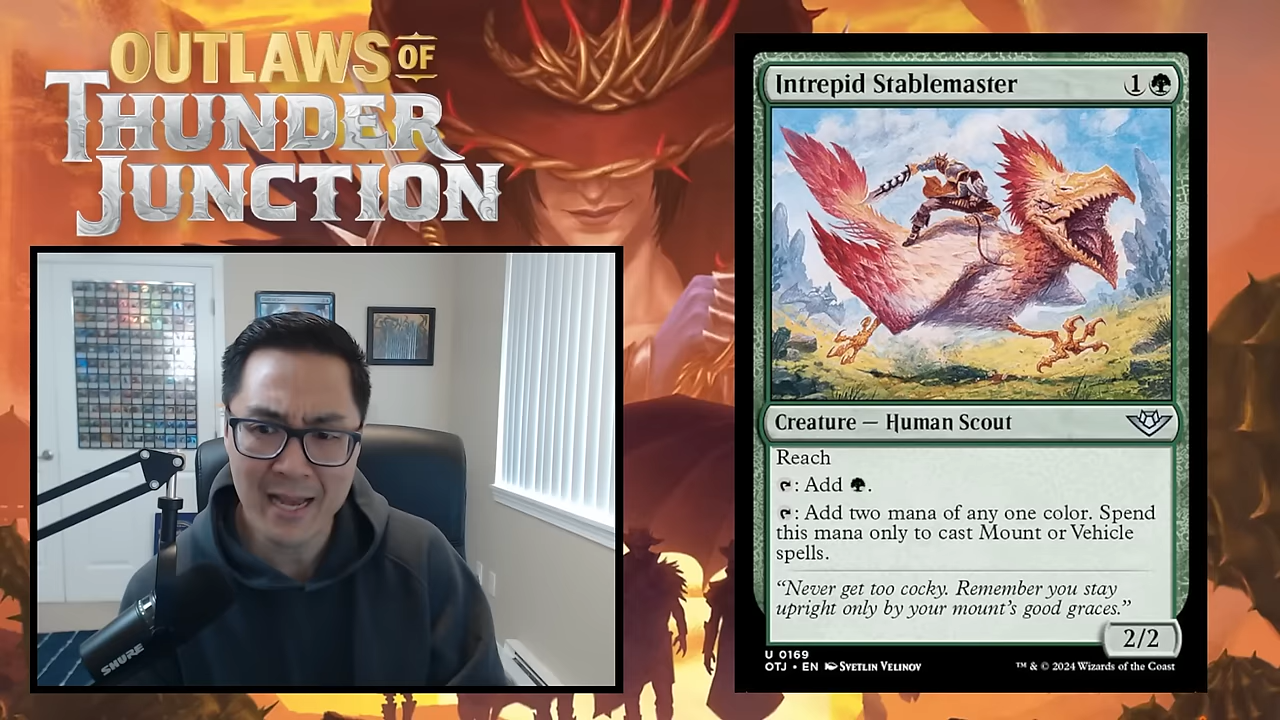 OUTLAWS OF
THUNDER
JUNCTION
Intrepid Stablemaster 1
Creature — Human Scout
Reach
: Add .
: Add two mana of any one color. Spend
this mana only to cast Mount or Vehicle
spells.
“Never get too cocky. Remember you stay
upright only by your mount’s good graces.”
2/2
U 0169
OTJ • EN Svetlin Velinov
™ & © 2024 Wizards of the Coast
SHURE